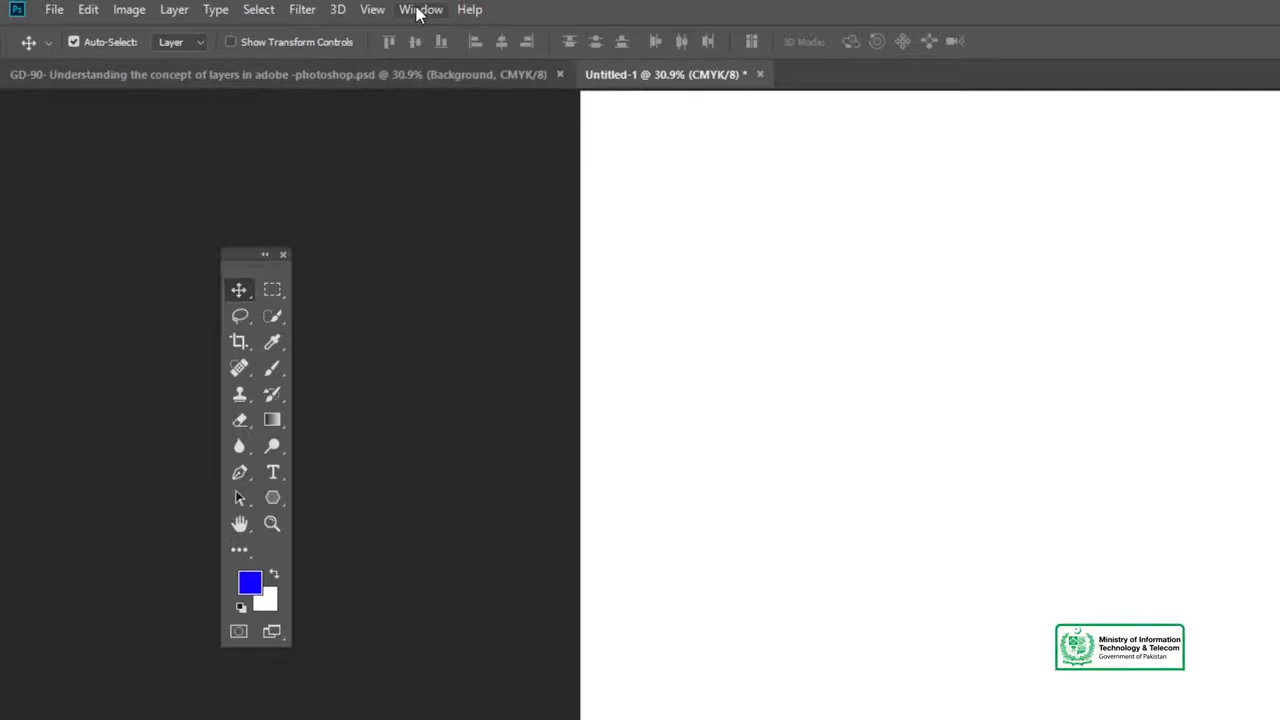 Ps File Edit Image Layer Type Select Filter 3D View Window Help
Auto-Select: Layer Show Transform Controls 3D Mode:
GD-90- Understanding the concept of layers in adobe -photoshop.psd @ 30.9% (Background, CMYK/8) × Untitled-1 @ 30.9% (CMYK/8) * ×
T
Ministry of Information
Technology & Telecom
Government of Pakistan